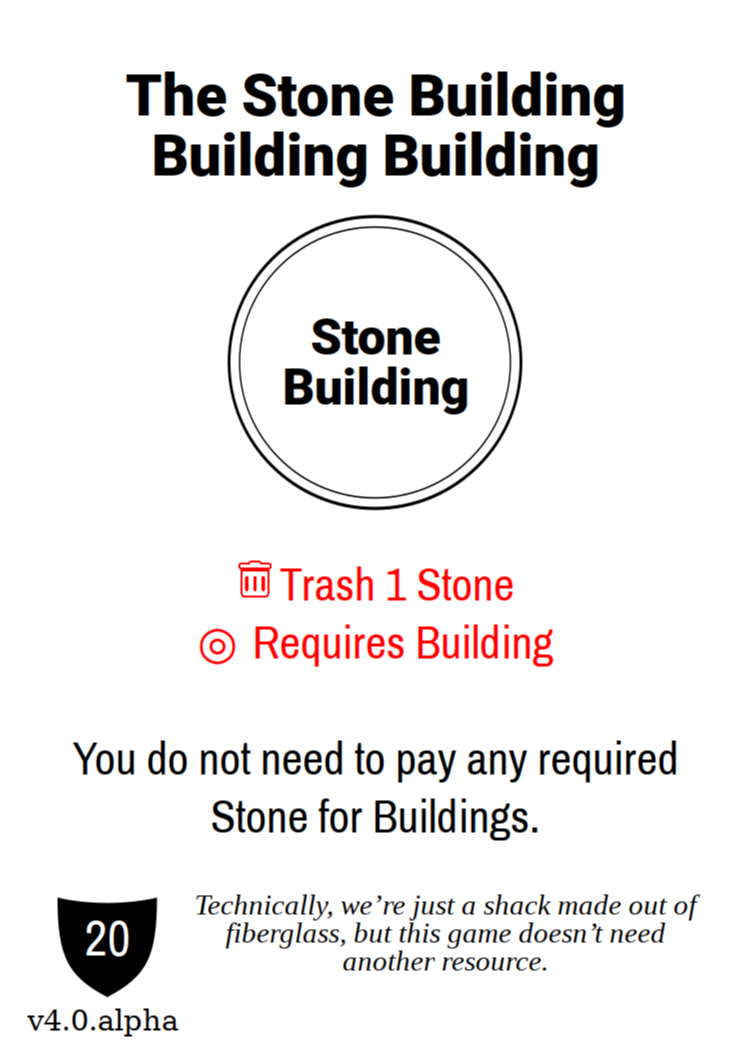 The Stone Building
Building Building
Stone
Building
Trash 1 Stone
Requires Building
You do not need to pay any required
Stone for Buildings.
20
Technically, we’re just a shack made out of
fiberglass, but this game doesn’t need
another resource.
v4.0.alpha